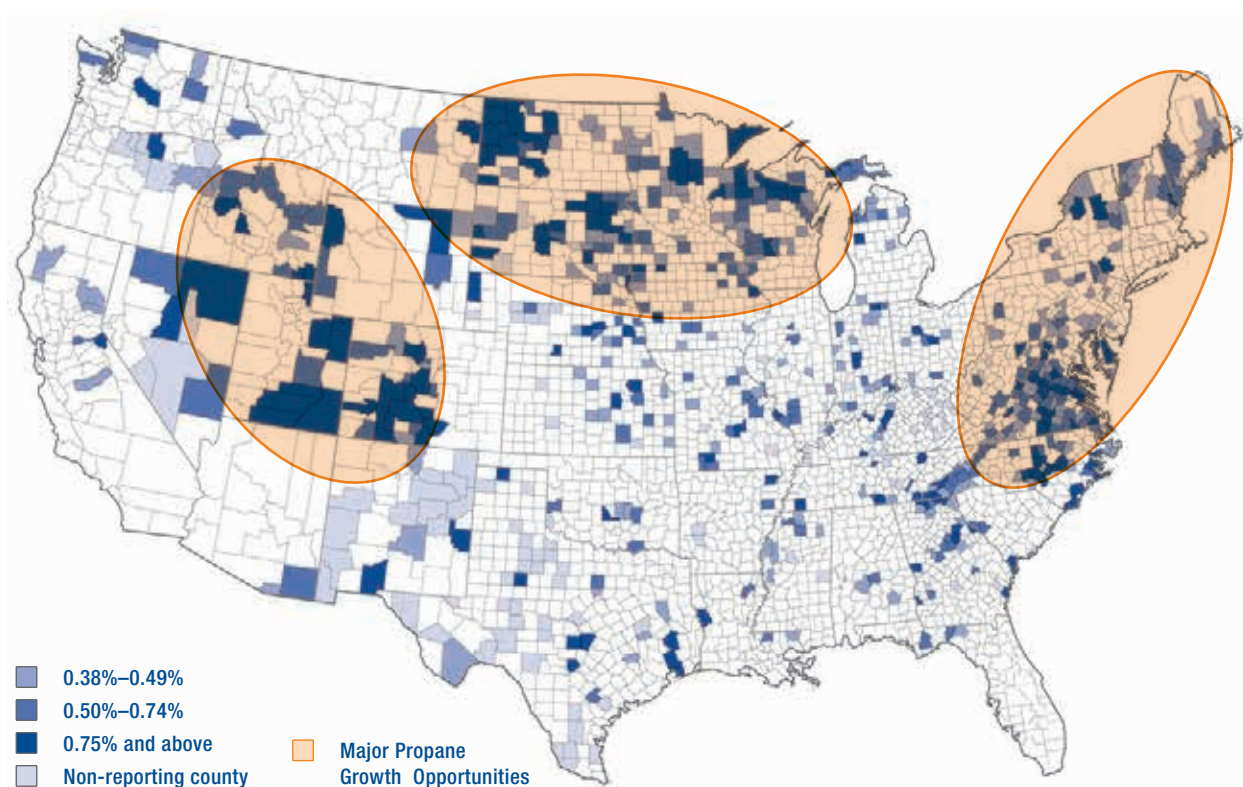 0.38%–0.49%
0.50%–0.74%
0.75% and above
Non-reporting county
Major Propane
Growth Opportunities